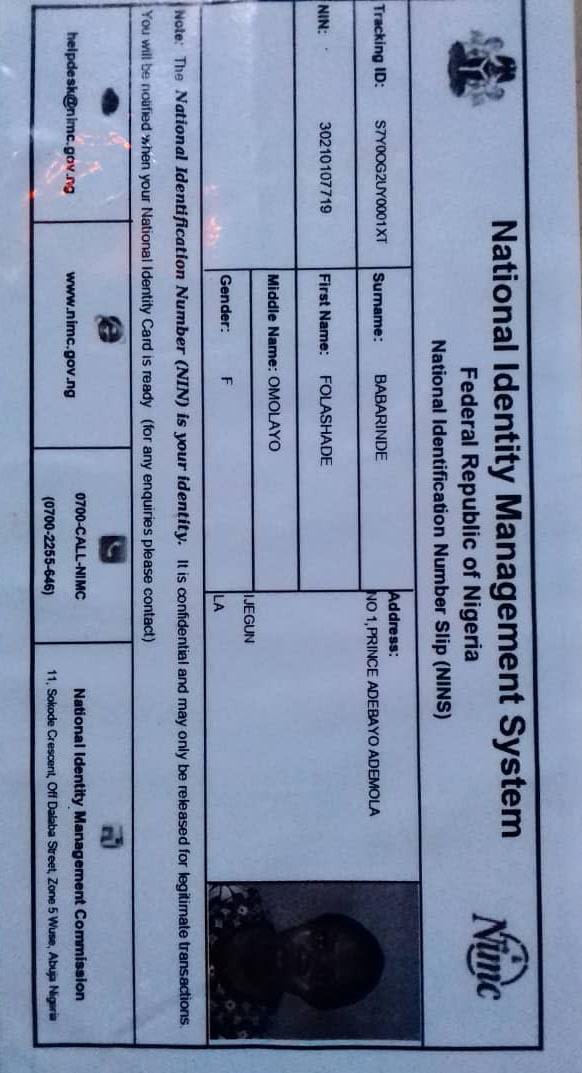 National Identity Management System
Federal Republic of Nigeria
National Identification Number Slip (NINS)
Nimc
Tracking ID: S7Y0OG2UY0001XT
Surname: BABARINDE
Address:
NO 1,PRINCE ADEBAYO ADEMOLA
NIN: 30210107719
First Name: FOLASHADE
Middle Name: OMOLAYO
IJEGUN
Gender: F
LA
Note: The National Identification Number (NIN) is your identity. It is confidential and may only be released for legitimate transactions.
You will be notified when your National Identity Card is ready (for any enquiries please contact)
helpdesk@nimc.gov.ng
www.nimc.gov.ng
0700-CALL-NIMC
(0700-2255-646)
National Identity Management Commission
11, Sokode Crescent, Off Dalaba Street, Zone 5 Wuse, Abuja Nigeria